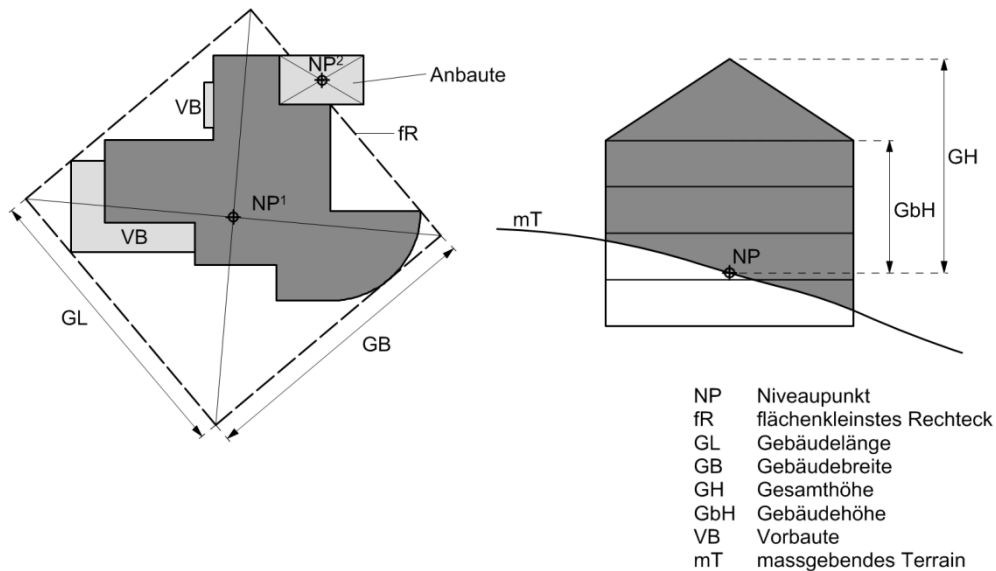 NP²
Anbaute
VB
fR
NP¹
VB
GL
GB
GH
GbH
mT
NP
NP Niveaupunkt
fR flächenkleinstes Rechteck
GL Gebäudelänge
GB Gebäudebreite
GH Gesamthöhe
GbH Gebäudehöhe
VB Vorbaute
mT massgebendes Terrain